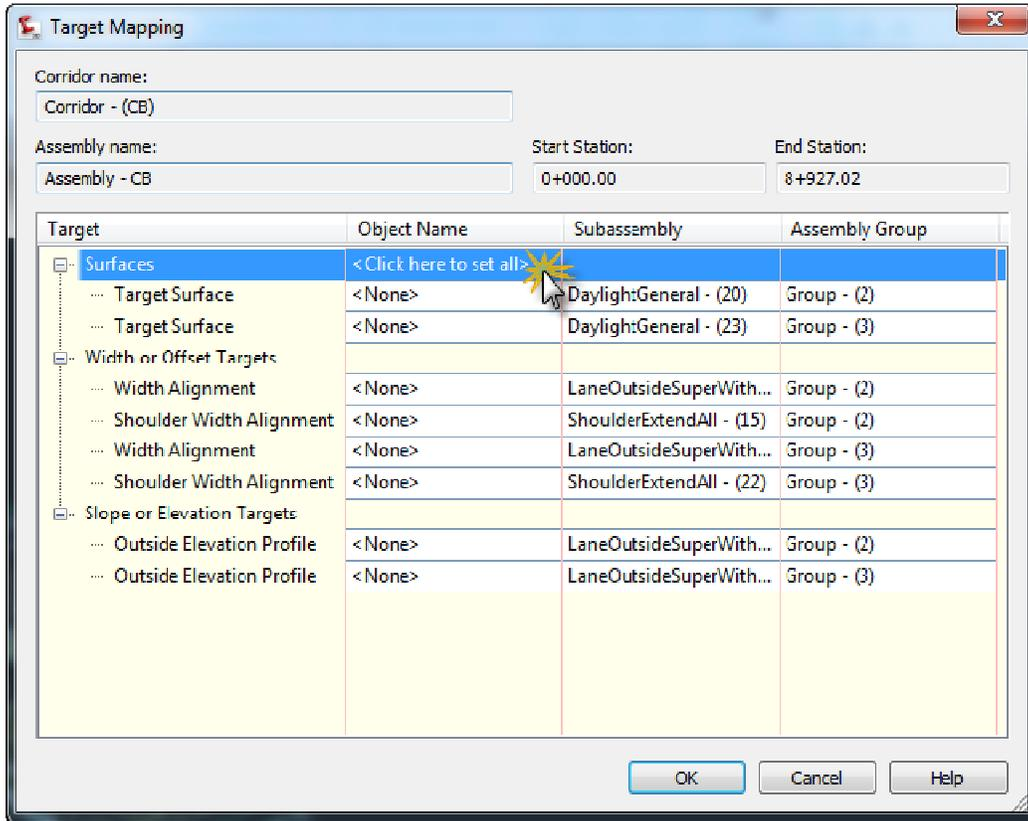 Target Mapping
Corridor name:
Corridor - (CB)
Assembly name: Start Station: End Station:
Assembly - CB 0+000.00 8+927.02
Target Object Name Subassembly Assembly Group
Surfaces <Click here to set all>
Target Surface <None> DaylightGeneral - (20) Group - (2)
Target Surface <None> DaylightGeneral - (23) Group - (3)
Width or Offset Targets
Width Alignment <None> LaneOutsideSuperWith... Group - (2)
Shoulder Width Alignment <None> ShoulderExtendAll - (15) Group - (2)
Width Alignment <None> LaneOutsideSuperWith... Group - (3)
Shoulder Width Alignment <None> ShoulderExtendAll - (22) Group - (3)
Slope or Elevation Targets
Outside Elevation Profile <None> LaneOutsideSuperWith... Group - (2)
Outside Elevation Profile <None> LaneOutsideSuperWith... Group - (3)
OK Cancel Help